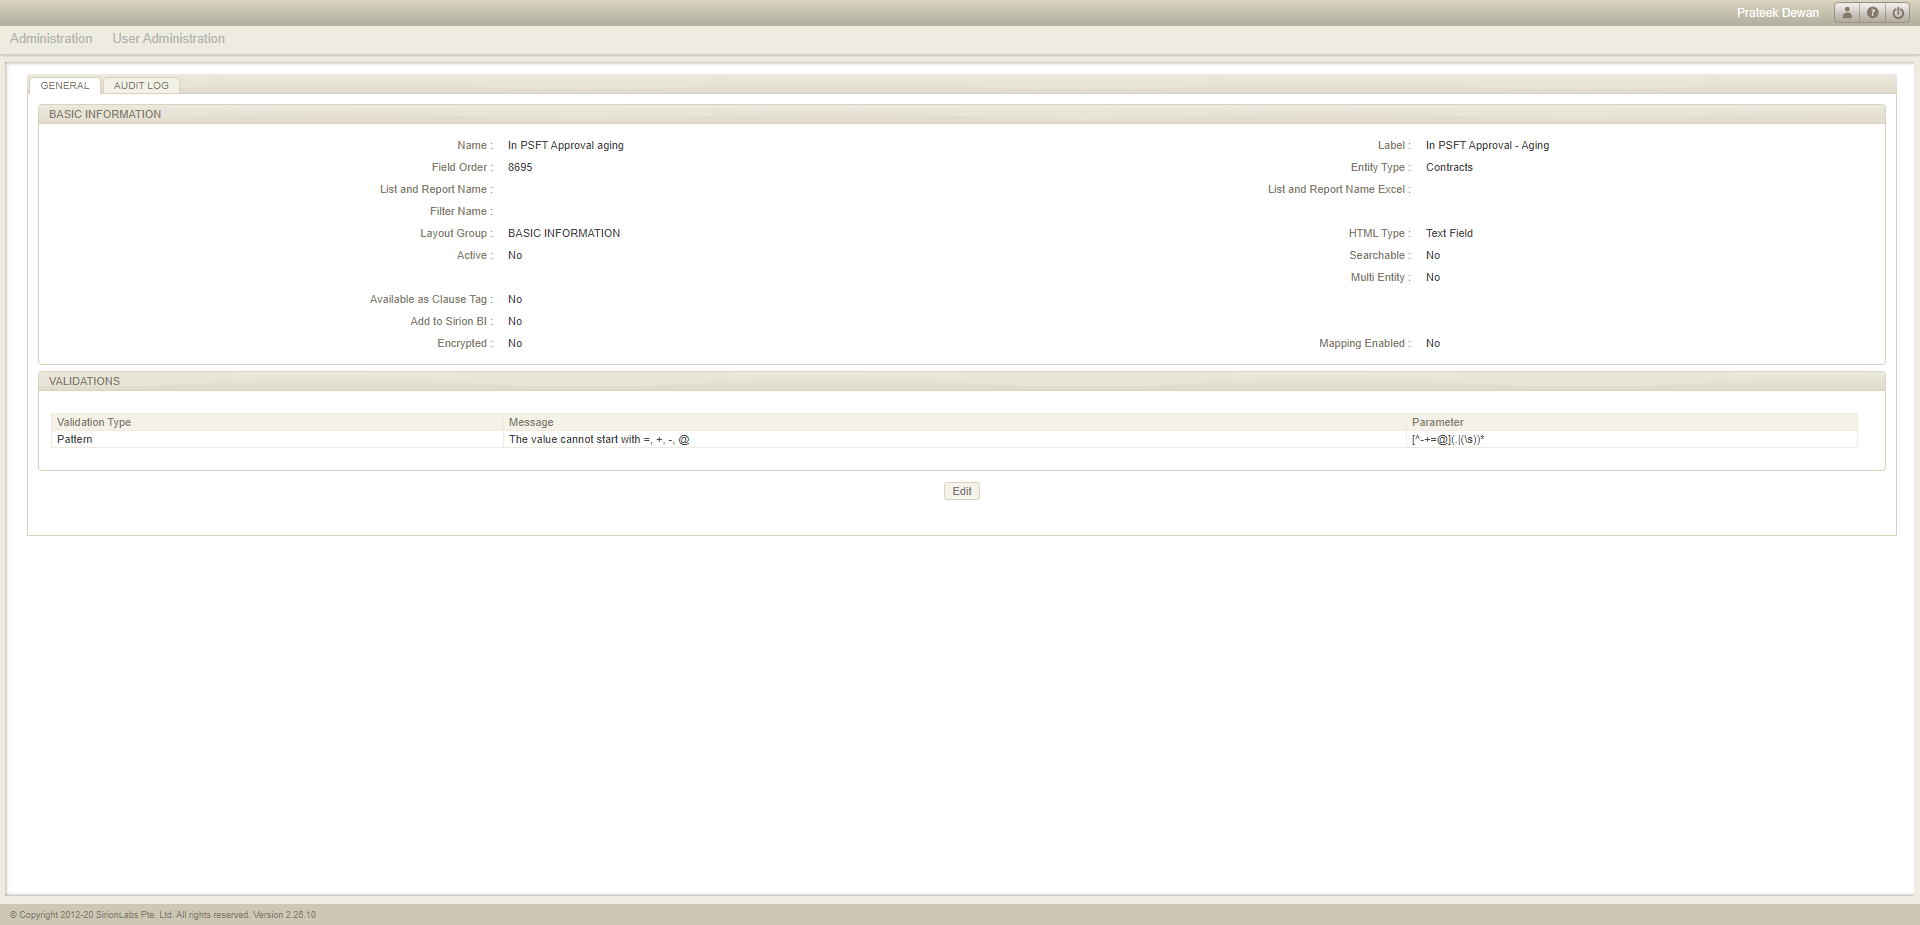 Prateek Dewan
Administration User Administration
GENERAL AUDIT LOG
BASIC INFORMATION
Name : In PSFT Approval aging Label : In PSFT Approval - Aging
Field Order : 8695 Entity Type : Contracts
List and Report Name : List and Report Name Excel :
Filter Name :
Layout Group : BASIC INFORMATION HTML Type : Text Field
Active : No Searchable : No
Multi Entity : No
Available as Clause Tag : No
Add to Sirion BI : No
Encrypted : No Mapping Enabled : No
VALIDATIONS
Validation Type Message Parameter
Pattern The value cannot start with =, +, -, @ [^-+=@](.|(\s))*
Edit
© Copyright 2012-20 SirionLabs Pte. Ltd. All rights reserved. Version 2.26.10